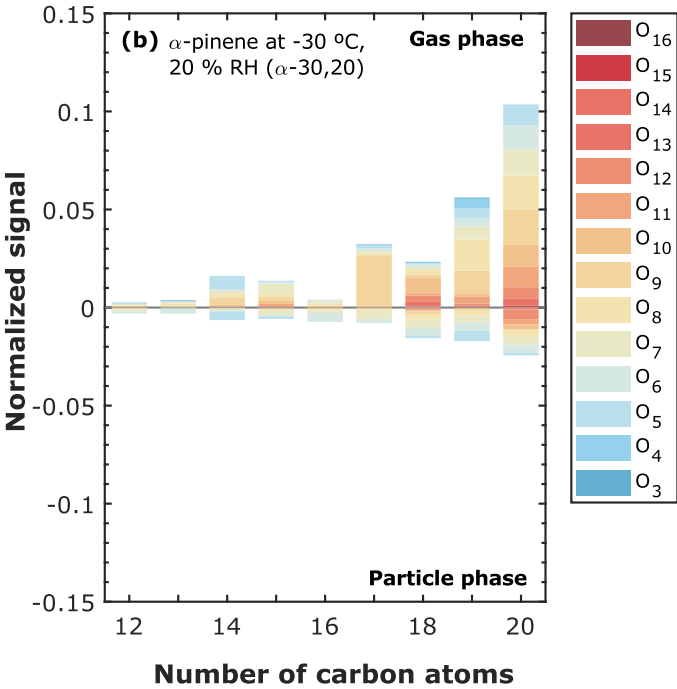 (b) α-pinene at -30 ºC,
20 % RH (α-30,20)
Gas phase
Particle phase
Normalized signal
0.15
0.1
0.05
0
-0.05
-0.1
-0.15
12
14
16
18
20
Number of carbon atoms
O16
O15
O14
O13
O12
O11
O10
O9
O8
O7
O6
O5
O4
O3